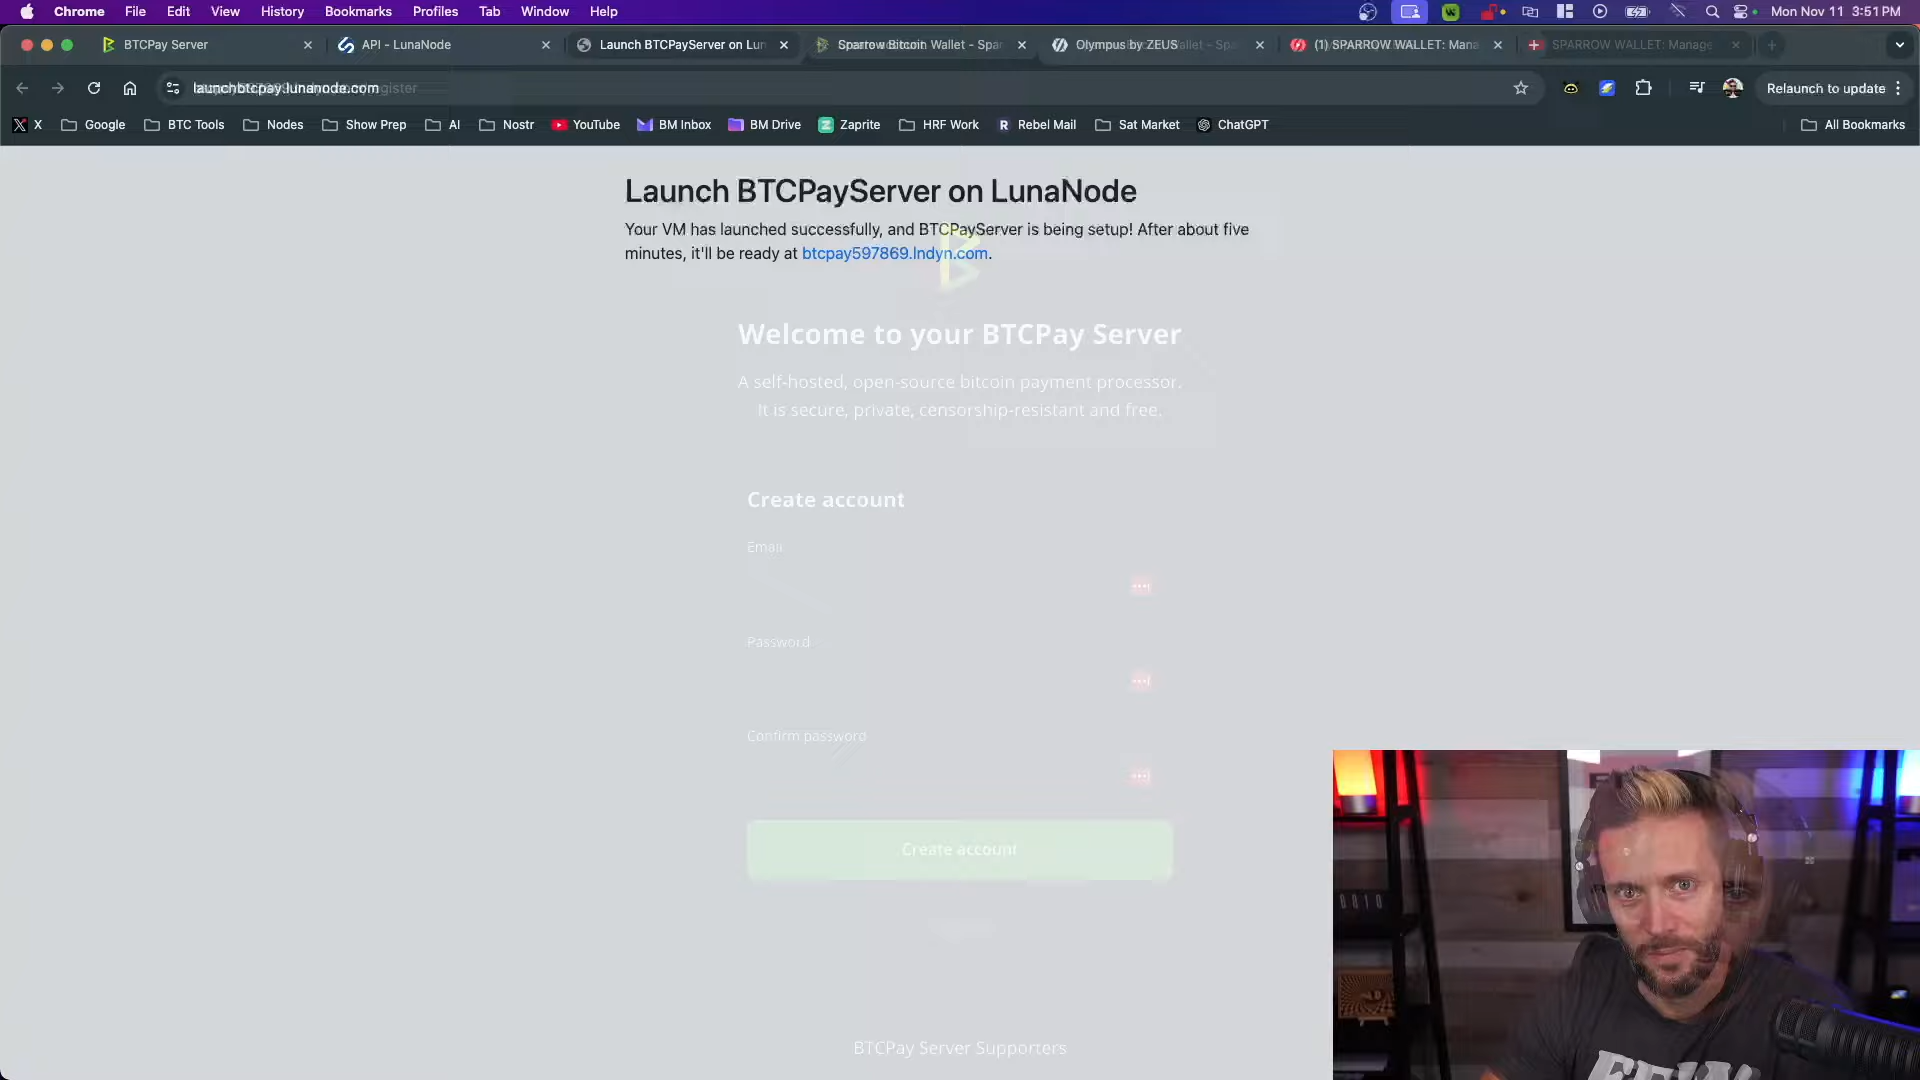 Chrome File Edit View History Bookmarks Profiles Tab Window Help
Mon Nov 11 3:51 PM
BTCPay Server
API - LunaNode
Launch BTCPayServer on Lun
Sparrow Bitcoin Wallet - Spar
Olympus by ZEUS
(1) SPARROW WALLET: Mana
SPARROW WALLET: Manage
launchbtcpay.lunanode.com
Relaunch to update
X Google BTC Tools Nodes Show Prep AI Nostr YouTube BM Inbox BM Drive Zaprite HRF Work Rebel Mail Sat Market ChatGPT All Bookmarks
Launch BTCPayServer on LunaNode
Your VM has launched successfully, and BTCPayServer is being setup! After about five
minutes, it'll be ready at btcpay597869.lndyn.com.
Welcome to your BTCPay Server
A self-hosted, open-source bitcoin payment processor.
It is secure, private, censorship-resistant and free.
Create account
Email
Password
Confirm password
Create account
BTCPay Server Supporters